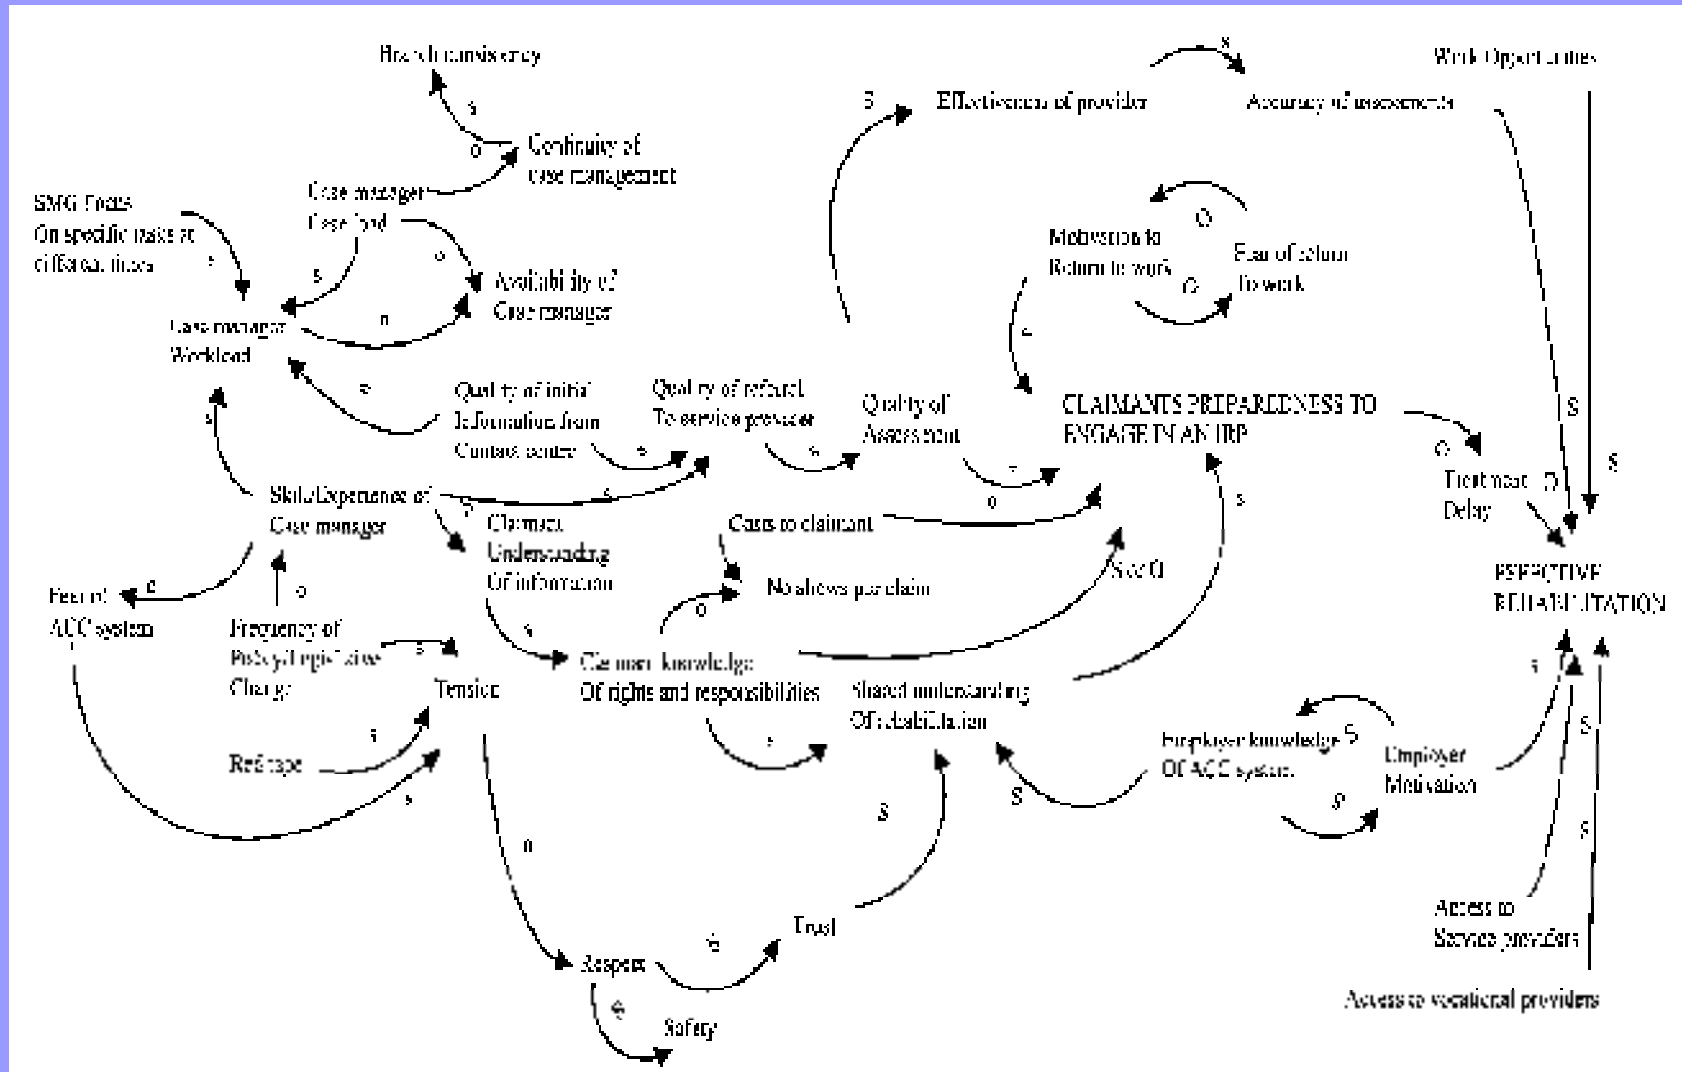 Branch consistency
S
O
Continuity of
case management
Case manager
Case load
SMG Focus
On specific tasks at
different times
s
S
o
Availability of
Case manager
Case manager
Workload
Effectiveness of provider
S
s
Accuracy of assessments
Work Opportunities
Motivation to
Return to work
O
O
Fear of return
To work
Quality of initial
Information from
Contact centre
Quality of referral
To service provider
Quality of
Assessment
CLAIMANTS PREPAREDNESS TO
ENGAGE IN AN IRP
S
S
O
Treatment
Delay
O
Skills/Experience of
Case manager
s
Claimant
Understanding
Of information
Costs to claimant
o
s
S or O
No shows per claim
O
Fear of
ACC system
o
Frequency of
Policy/Legislative
Change
s
Tension
s
Claimant knowledge
Of rights and responsibilities
Shared understanding
Of rehabilitation
EFFECTIVE
REHABILITATION
Red tape
s
s
s
S
S
Employer knowledge
Of ACC system
S
Employer
Motivation
s
S
S
Trust
Respect
Safety
Access to
Service providers
Access to vocational providers